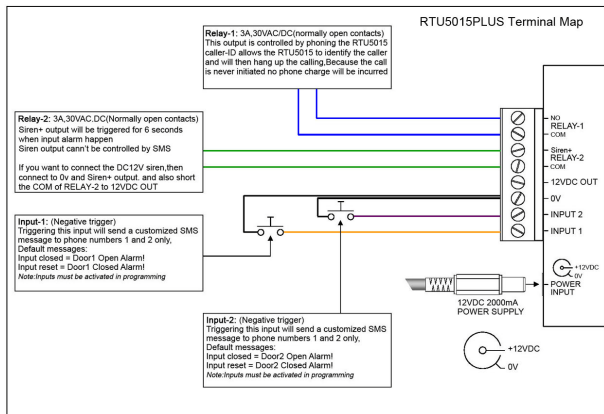 RTU5015PLUS Terminal Map
Relay-1: 3A,30VAC/DC(normally open contacts)
This output is controlled by phoning the RTU5015
caller-ID allows the RTU5015 to identify the caller
and will then hang up the calling,Because the call
is never initiated no phone charge will be incurred
Relay-2: 3A,30VAC.DC(Normally open contacts)
Siren+ output will be triggered for 6 seconds
when input alarm happen
Siren output cann't be controlled by SMS
If you want to connect the DC12V siren,then
connect to 0v and Siren+ output. and also short
the COM of RELAY-2 to 12VDC OUT
Input-1: (Negative trigger)
Triggering this input will send a customized SMS
message to phone numbers 1 and 2 only,
Default messages:
Input closed = Door1 Open Alarm!
Input reset = Door1 Closed Alarm!
Note:Inputs must be activated in programming
Input-2: (Negative trigger)
Triggering this input will send a customized SMS
message to phone numbers 1 and 2 only,
Default messages:
Input closed = Door2 Open Alarm!
Input reset = Door2 Closed Alarm!
Note:Inputs must be activated in programming
NO
RELAY-1
COM
Siren+
RELAY-2
COM
12VDC OUT
0V
INPUT 2
INPUT 1
+12VDC
0V
POWER
INPUT
12VDC 2000mA
POWER SUPPLY
+12VDC
0V